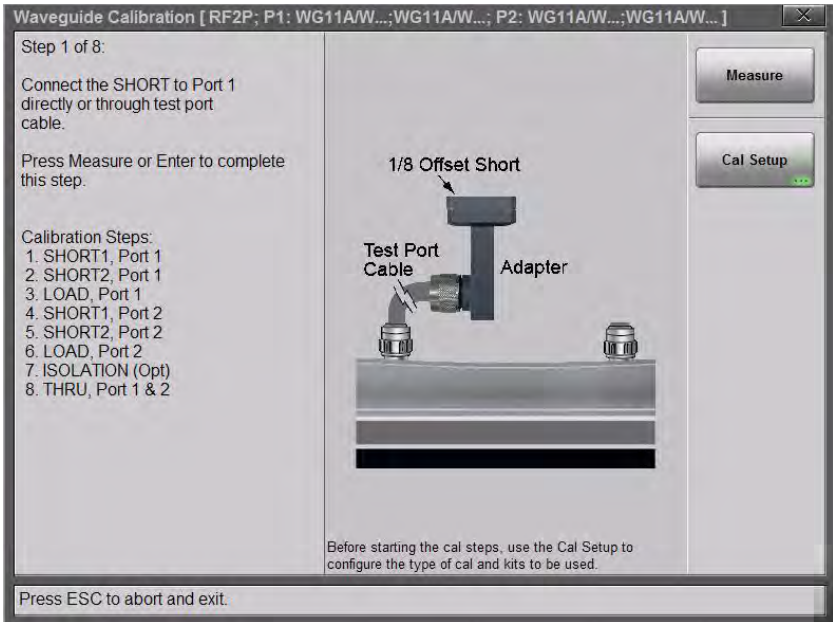 Waveguide Calibration [ RF2P; P1: WG11A/W...;WG11A/W...; P2: WG11A/W...;WG11A/W... ]
Step 1 of 8:
Connect the SHORT to Port 1
directly or through test port
cable.
Press Measure or Enter to complete
this step.
Calibration Steps:
1. SHORT1, Port 1
2. SHORT2, Port 1
3. LOAD, Port 1
4. SHORT1, Port 2
5. SHORT2, Port 2
6. LOAD, Port 2
7. ISOLATION (Opt)
8. THRU, Port 1 & 2
1/8 Offset Short
Test Port
Cable
Adapter
Before starting the cal steps, use the Cal Setup to
configure the type of cal and kits to be used.
Measure
Cal Setup
Press ESC to abort and exit.